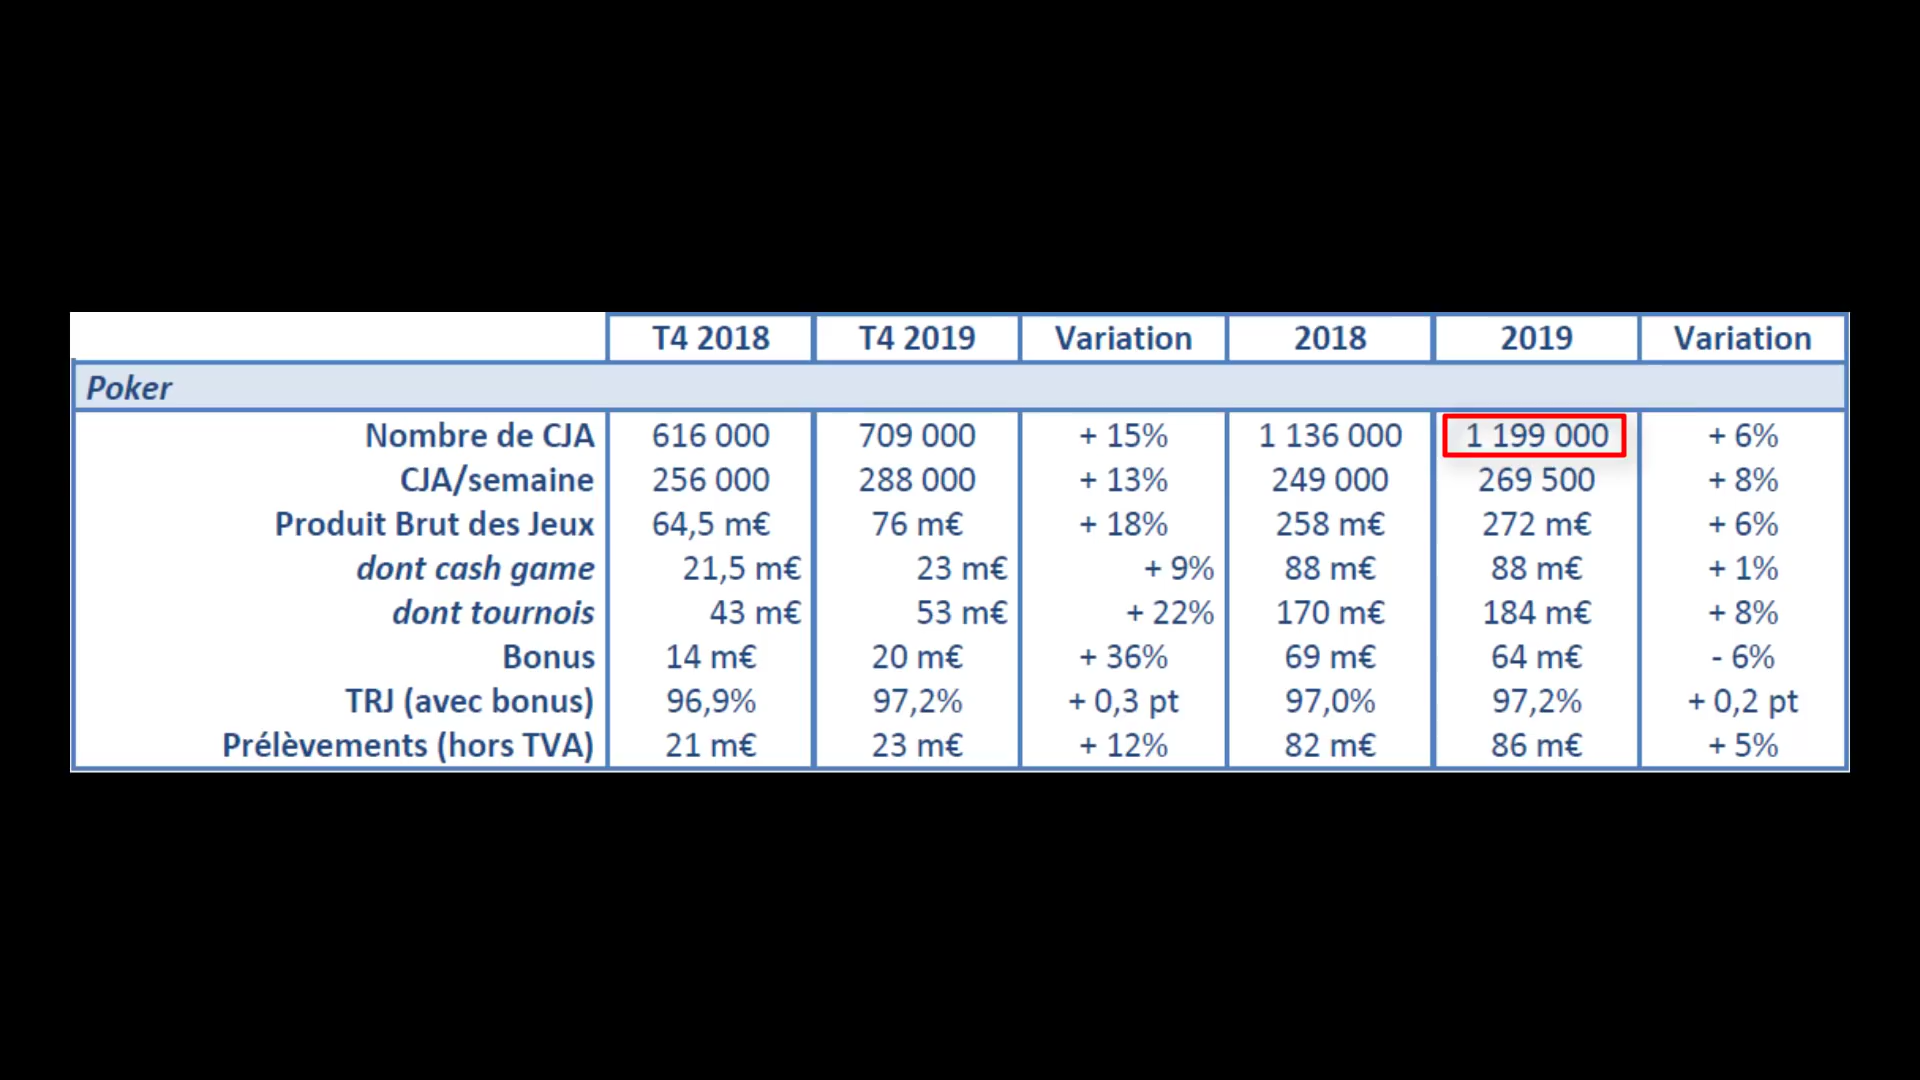 T4 2018 T4 2019 Variation 2018 2019 Variation
Poker
Nombre de CJA 616 000 709 000 + 15% 1 136 000 1 199 000 + 6%
CJA/semaine 256 000 288 000 + 13% 249 000 269 500 + 8%
Produit Brut des Jeux 64,5 m€ 76 m€ + 18% 258 m€ 272 m€ + 6%
dont cash game 21,5 m€ 23 m€ + 9% 88 m€ 88 m€ + 1%
dont tournois 43 m€ 53 m€ + 22% 170 m€ 184 m€ + 8%
Bonus 14 m€ 20 m€ + 36% 69 m€ 64 m€ - 6%
TRJ (avec bonus) 96,9% 97,2% + 0,3 pt 97,0% 97,2% + 0,2 pt
Prélèvements (hors TVA) 21 m€ 23 m€ + 12% 82 m€ 86 m€ + 5%